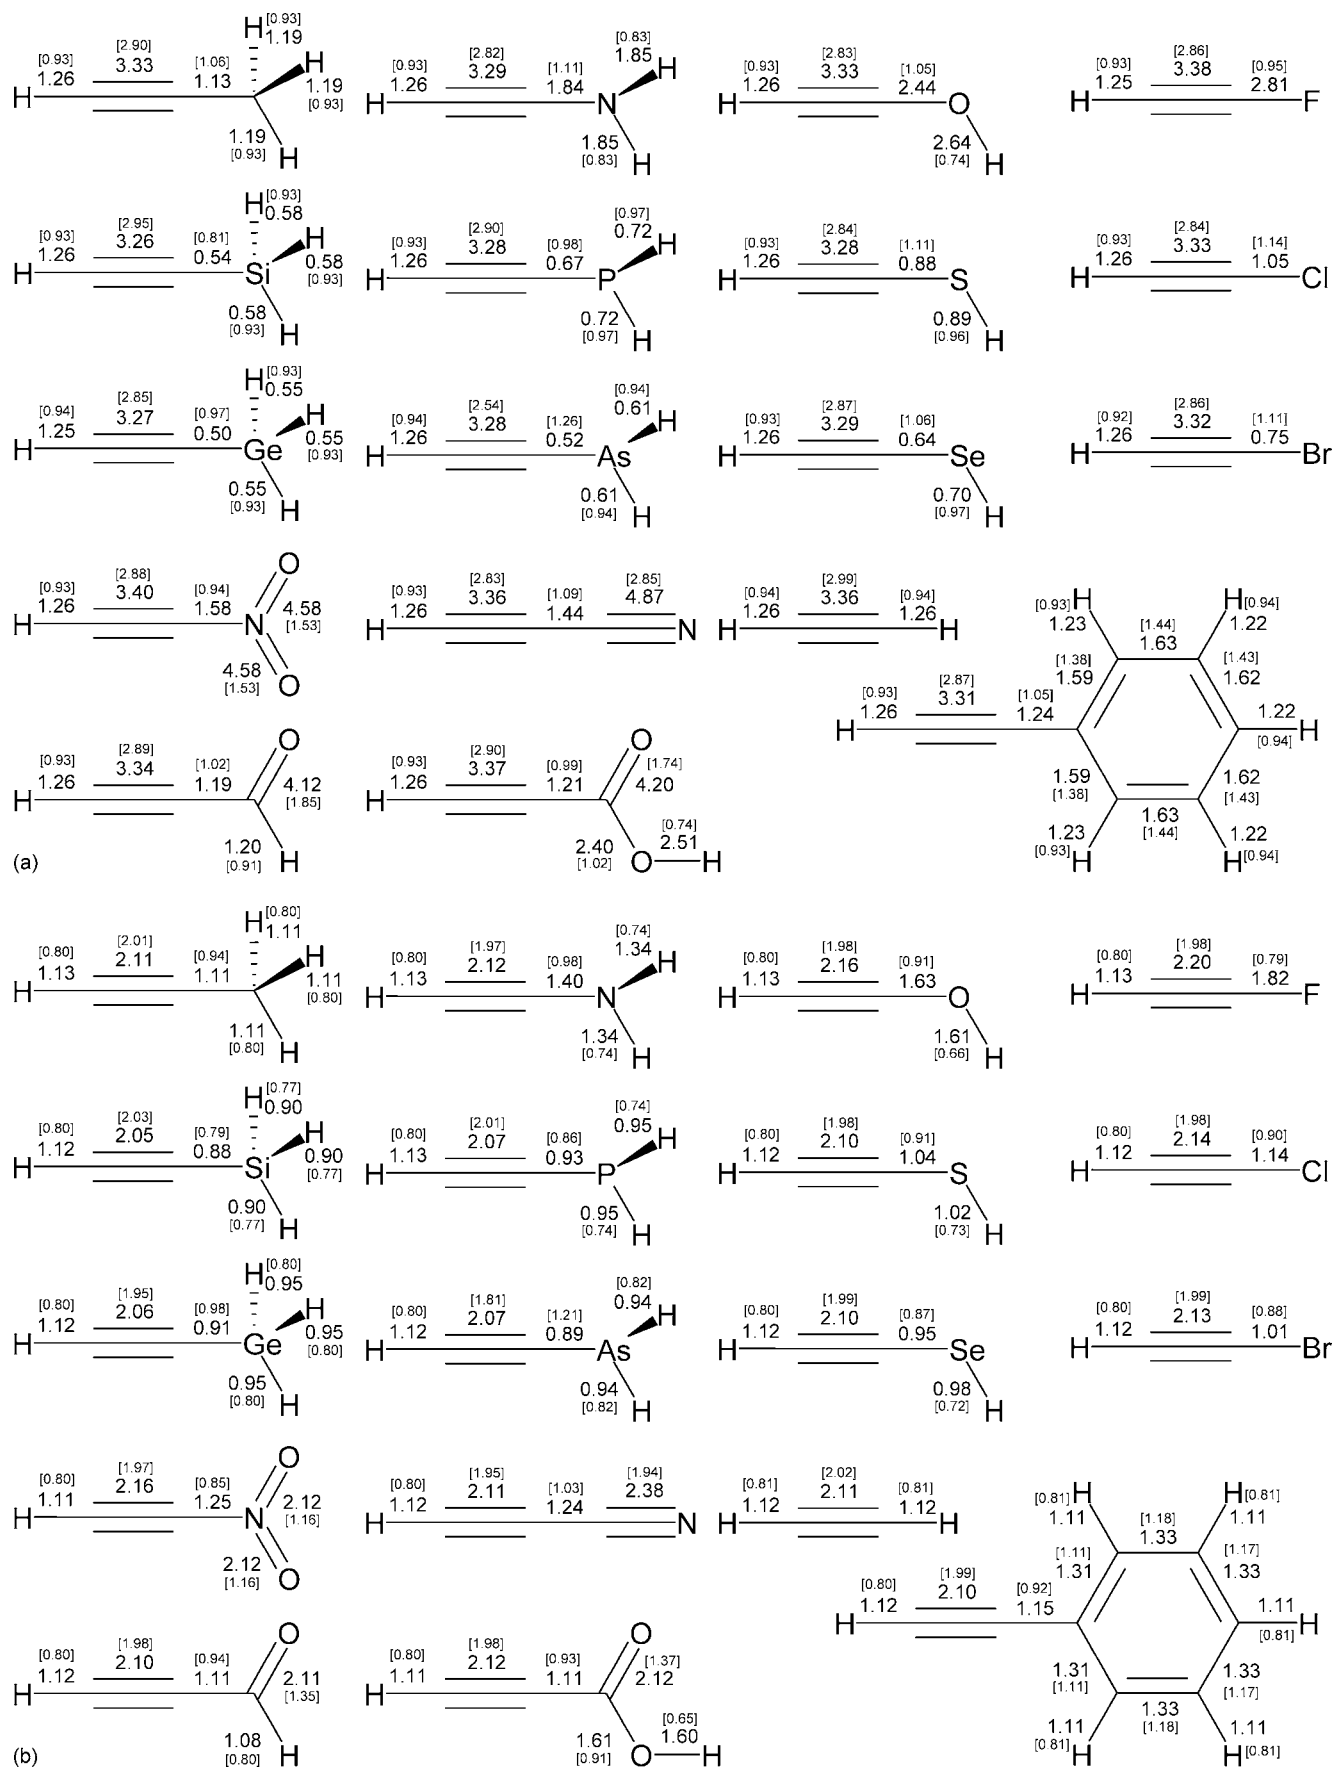 H [0.93] 1.26 [2.90] 3.33 [1.06] 1.13 H [0.93] 1.19 H 1.19 [0.93] 1.19 [0.93] H
H [0.93] 1.26 [2.82] 3.29 [1.11] 1.84 N [0.83] 1.85 H 1.85 [0.83] H
H [0.93] 1.26 [2.83] 3.33 [1.05] 2.44 O 2.64 [0.74] H
H [0.93] 1.25 [2.86] 3.38 [0.95] 2.81 F
H [0.93] 1.26 [2.95] 3.26 [0.81] 0.54 Si H [0.93] 0.58 H 0.58 [0.93] 0.58 [0.93] H
H [0.93] 1.26 [2.90] 3.28 [0.98] 0.67 P [0.97] 0.72 H 0.72 [0.97] H
H [0.93] 1.26 [2.84] 3.28 [1.11] 0.88 S 0.89 [0.96] H
H [0.93] 1.26 [2.84] 3.33 [1.14] 1.05 Cl
H [0.94] 1.25 [2.85] 3.27 [0.97] 0.50 Ge H [0.93] 0.55 H 0.55 [0.93] 0.55 [0.93] H
H [0.94] 1.26 [2.54] 3.28 [1.26] 0.52 As [0.94] 0.61 H 0.61 [0.94] H
H [0.93] 1.26 [2.87] 3.29 [1.06] 0.64 Se 0.70 [0.97] H
H [0.92] 1.26 [2.86] 3.32 [1.11] 0.75 Br
H [0.93] 1.26 [2.88] 3.40 [0.94] 1.58 N O 4.58 [1.53] 4.58 [1.53] O
H [0.93] 1.26 [2.83] 3.36 [1.09] 1.44 [2.85] 4.87 N
H [0.94] 1.26 [2.99] 3.36 [0.94] 1.26 H
H [0.93] 1.26 [2.87] 3.31 [1.05] 1.24 [0.93] H 1.23 [1.44] 1.63 H [0.94] 1.22 [1.38] 1.59 [1.43] 1.62 1.22 [0.94] H 1.59 [1.38] 1.62 [1.43] 1.63 [1.44] 1.23 [0.93] H 1.22 H [0.94]
H [0.93] 1.26 [2.89] 3.34 [1.02] 1.19 O 4.12 [1.85] 1.20 [0.91] H
H [0.93] 1.26 [2.90] 3.37 [0.99] 1.21 O [1.74] 4.20 2.40 [1.02] O [0.74] 2.51 H
(a)
H [0.80] 1.13 [2.01] 2.11 [0.94] 1.11 H [0.80] 1.11 H 1.11 [0.80] 1.11 [0.80] H
H [0.80] 1.13 [1.97] 2.12 [0.98] 1.40 N [0.74] 1.34 H 1.34 [0.74] H
H [0.80] 1.13 [1.98] 2.16 [0.91] 1.63 O 1.61 [0.66] H
H [0.80] 1.13 [1.98] 2.20 [0.79] 1.82 F
H [0.80] 1.12 [2.03] 2.05 [0.79] 0.88 Si H [0.77] 0.90 H 0.90 [0.77] 0.90 [0.77] H
H [0.80] 1.13 [2.01] 2.07 [0.86] 0.93 P [0.74] 0.95 H 0.95 [0.74] H
H [0.80] 1.12 [1.98] 2.10 [0.91] 1.04 S 1.02 [0.73] H
H [0.80] 1.12 [1.98] 2.14 [0.90] 1.14 Cl
H [0.80] 1.12 [1.95] 2.06 [0.98] 0.91 Ge H [0.80] 0.95 H 0.95 [0.80] 0.95 [0.80] H
H [0.80] 1.12 [1.81] 2.07 [1.21] 0.89 As [0.82] 0.94 H 0.94 [0.82] H
H [0.80] 1.12 [1.99] 2.10 [0.87] 0.95 Se 0.98 [0.72] H
H [0.80] 1.12 [1.99] 2.13 [0.88] 1.01 Br
H [0.80] 1.11 [1.97] 2.16 [0.85] 1.25 N O 2.12 [1.16] 2.12 [1.16] O
H [0.80] 1.12 [1.95] 2.11 [1.03] 1.24 [1.94] 2.38 N
H [0.81] 1.12 [2.02] 2.11 [0.81] 1.12 H
H [0.80] 1.12 [1.99] 2.10 [0.92] 1.15 [0.81] H 1.11 [1.18] 1.33 H [0.81] 1.11 [1.11] 1.31 [1.17] 1.33 1.11 [0.81] H 1.31 [1.11] 1.33 [1.17] 1.33 [1.18] 1.11 [0.81] H 1.11 H [0.81]
H [0.80] 1.12 [1.98] 2.10 [0.94] 1.11 O 2.11 [1.35] 1.08 [0.80] H
H [0.80] 1.11 [1.98] 2.12 [0.93] 1.11 O [1.37] 2.12 1.61 [0.91] O [0.65] 1.60 H
(b)